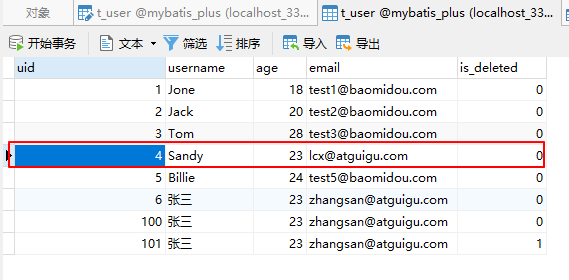 对象 t_user @mybatis_plus (localhost_33... t_user @mybatis_plus (localhost_33...
开始事务 文本 筛选 排序 导入 导出
uid username age email is_deleted
1 Jone 18 test1@baomidou.com 0
2 Jack 20 test2@baomidou.com 0
3 Tom 28 test3@baomidou.com 0
4 Sandy 23 lcx@atguigu.com 0
5 Billie 24 test5@baomidou.com 0
6 张三 23 zhangsan@atguigu.com 0
100 张三 23 zhangsan@atguigu.com 0
101 张三 23 zhangsan@atguigu.com 1